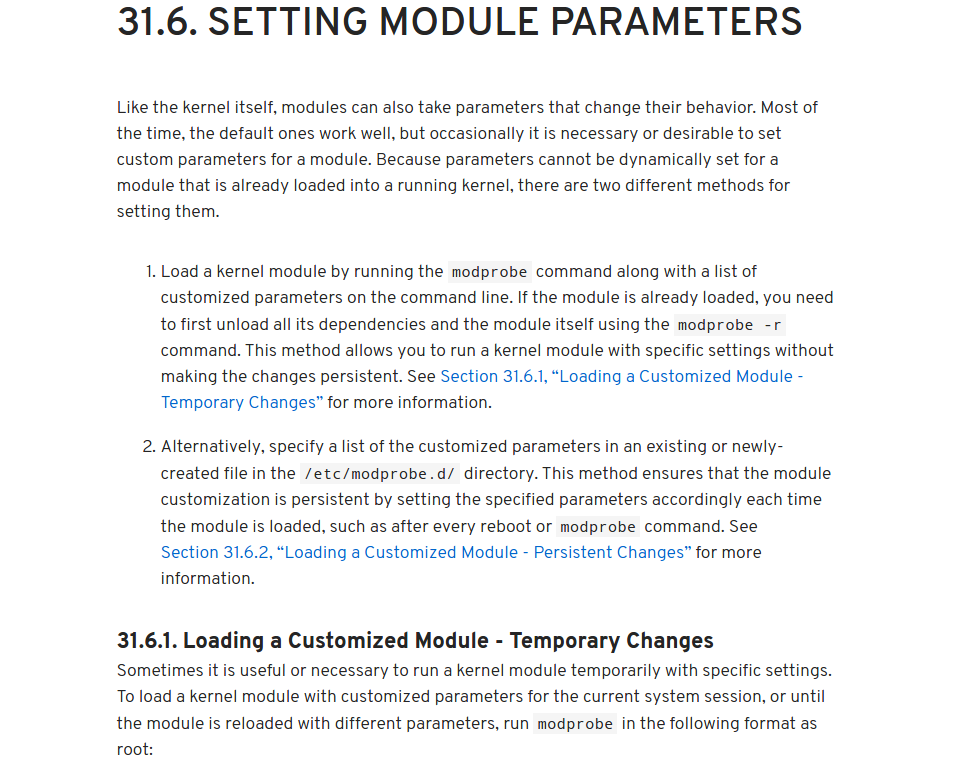 31.6. SETTING MODULE PARAMETERS
Like the kernel itself, modules can also take parameters that change their behavior. Most of
the time, the default ones work well, but occasionally it is necessary or desirable to set
custom parameters for a module. Because parameters cannot be dynamically set for a
module that is already loaded into a running kernel, there are two different methods for
setting them.
1. Load a kernel module by running the modprobe command along with a list of
customized parameters on the command line. If the module is already loaded, you need
to first unload all its dependencies and the module itself using the modprobe -r
command. This method allows you to run a kernel module with specific settings without
making the changes persistent. See Section 31.6.1, “Loading a Customized Module -
Temporary Changes” for more information.
2. Alternatively, specify a list of the customized parameters in an existing or newly-
created file in the /etc/modprobe.d/ directory. This method ensures that the module
customization is persistent by setting the specified parameters accordingly each time
the module is loaded, such as after every reboot or modprobe command. See
Section 31.6.2, “Loading a Customized Module - Persistent Changes” for more
information.
31.6.1. Loading a Customized Module - Temporary Changes
Sometimes it is useful or necessary to run a kernel module temporarily with specific settings.
To load a kernel module with customized parameters for the current system session, or until
the module is reloaded with different parameters, run modprobe in the following format as
root: